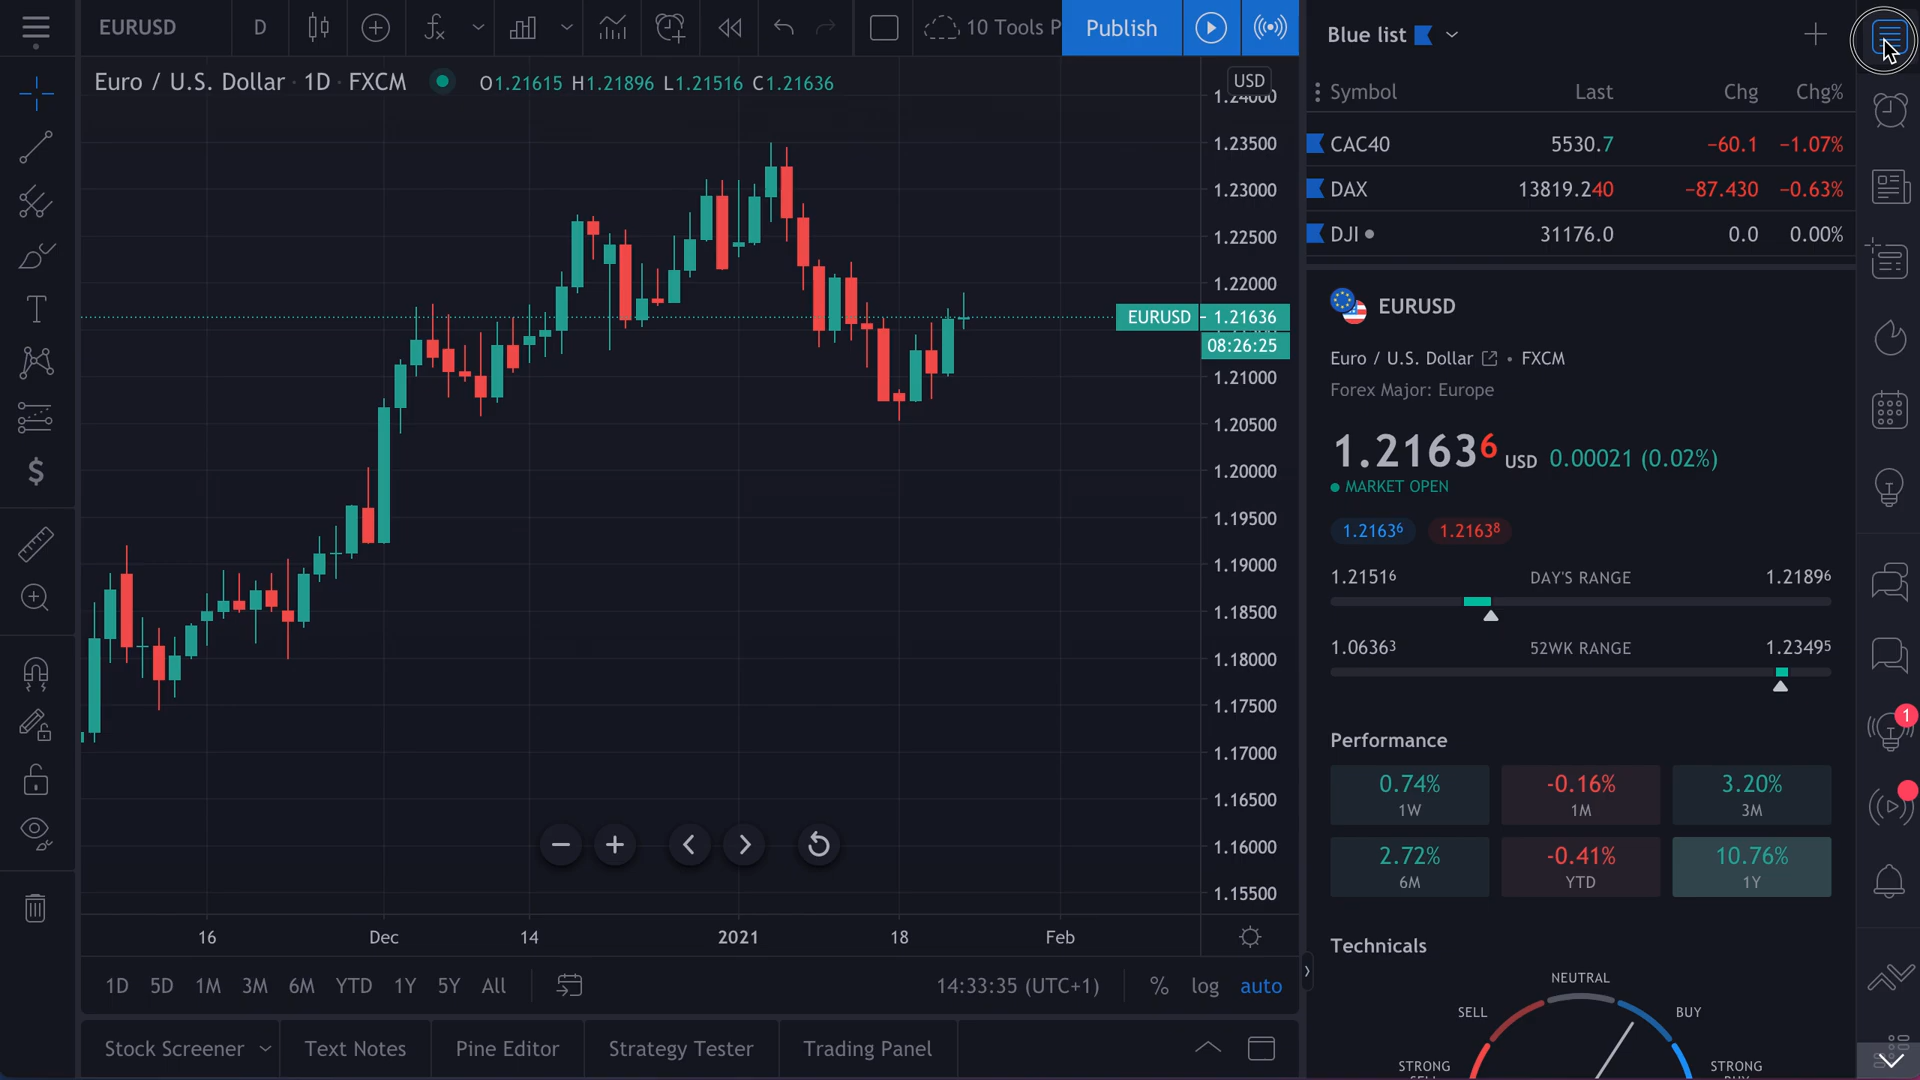 EURUSD
D
10 Tools P
Publish
Euro / U.S. Dollar · 1D · FXCM
O1.21615 H1.21896 L1.21516 C1.21636
USD
1.24000
1.23500
1.23000
1.22500
1.22000
EURUSD
1.21636
08:26:25
1.21000
1.20500
1.20000
1.19500
1.19000
1.18500
1.18000
1.17500
1.17000
1.16500
1.16000
1.15500
16
Dec
14
2021
18
Feb
1D 5D 1M 3M 6M YTD 1Y 5Y All
14:33:35 (UTC+1)
% log auto
Stock Screener
Text Notes
Pine Editor
Strategy Tester
Trading Panel
Blue list
Symbol Last Chg Chg%
CAC40 5530.7 −60.1 −1.07%
DAX 13819.240 −87.430 −0.63%
DJI 31176.0 0.0 0.00%
EURUSD
Euro / U.S. Dollar • FXCM
Forex Major: Europe
1.21636 USD 0.00021 (0.02%)
MARKET OPEN
1.21636 1.21638
1.21516 DAY'S RANGE 1.21896
1.06363 52WK RANGE 1.23495
Performance
0.74% -0.16% 3.20%
1W 1M 3M
2.72% -0.41% 10.76%
6M YTD 1Y
Technicals
NEUTRAL
SELL BUY
STRONG STRONG
1